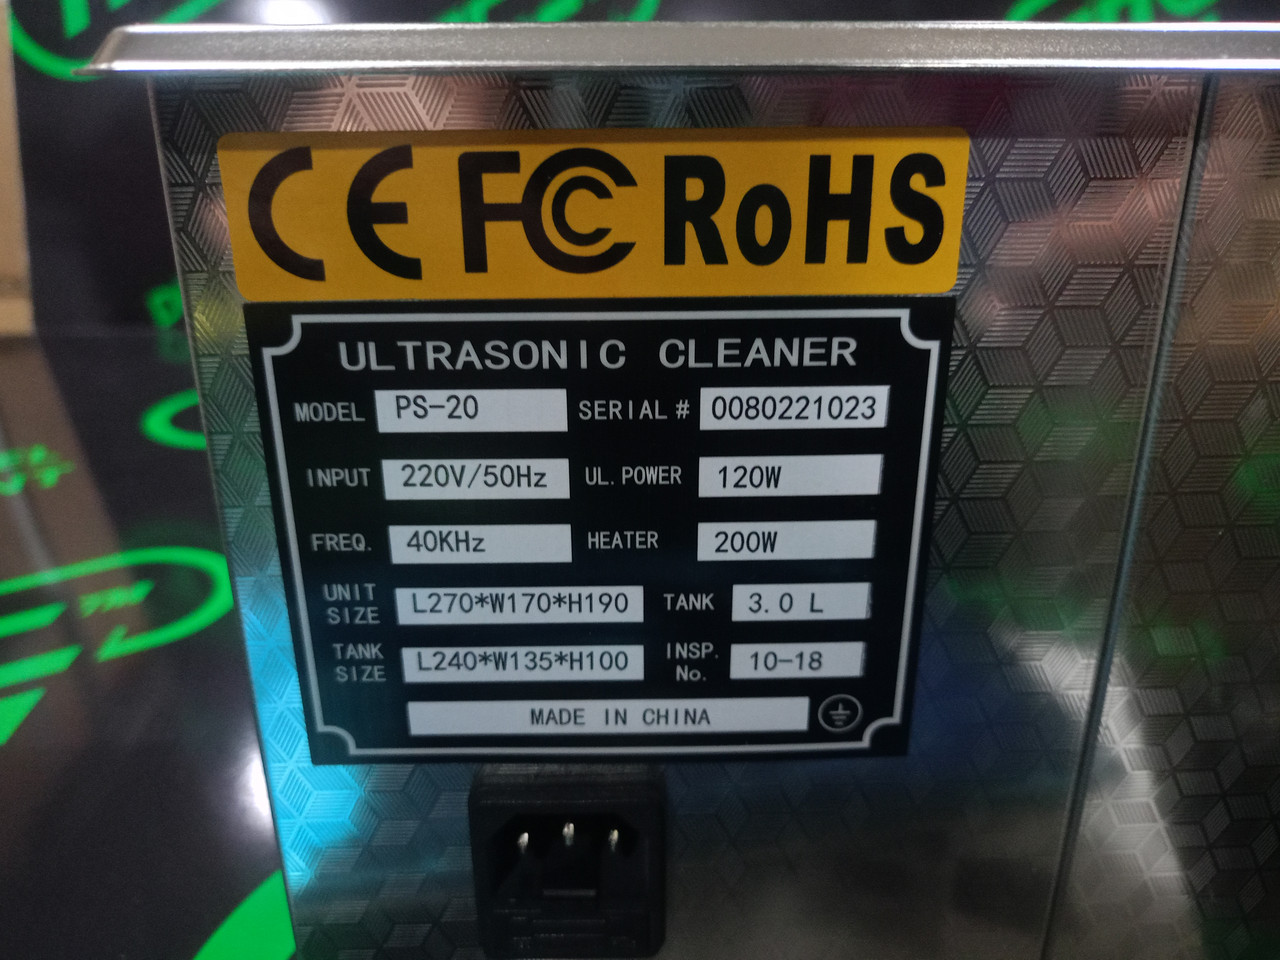 CE FCC RoHS
ULTRASONIC CLEANER
MODEL PS-20 SERIAL # 0080221023
INPUT 220V/50Hz UL. POWER 120W
FREQ. 40KHz HEATER 200W
UNIT SIZE L270*W170*H190 TANK 3.0 L
TANK SIZE L240*W135*H100 INSP. No. 10-18
MADE IN CHINA